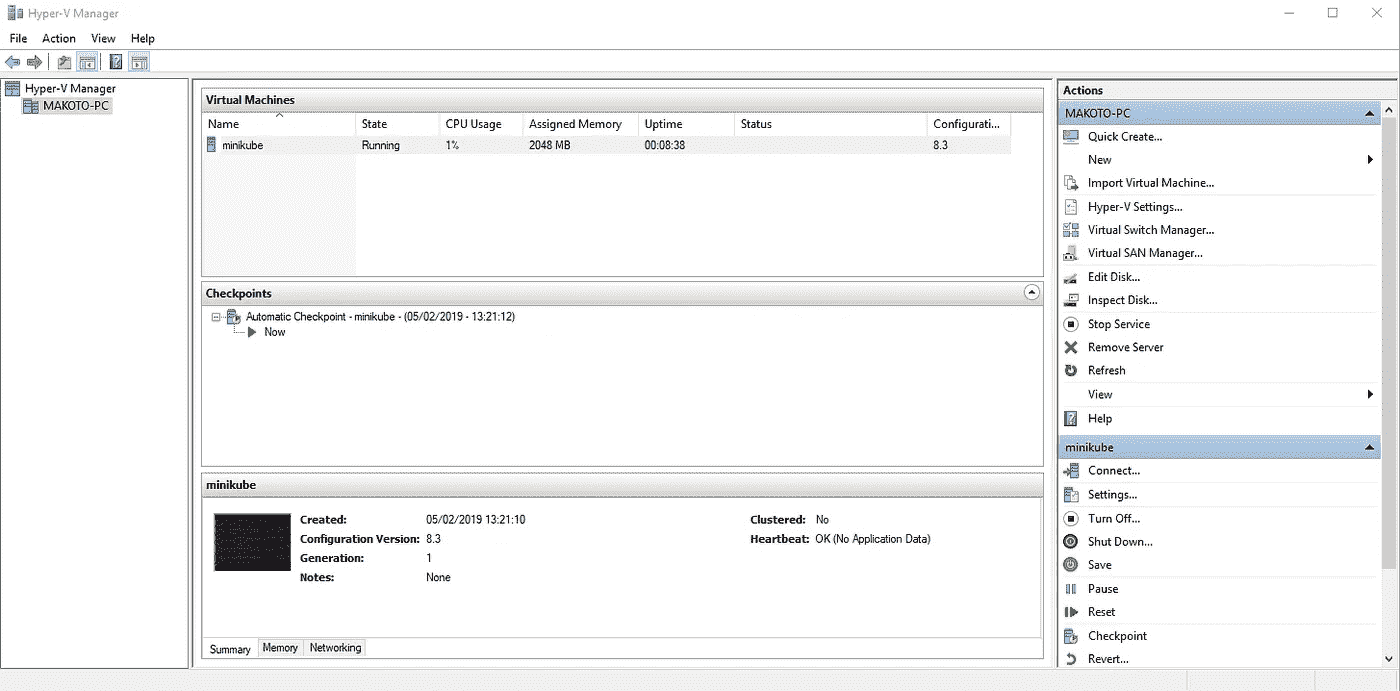 Hyper-V Manager
File Action View Help
Hyper-V Manager
MAKOTO-PC
Virtual Machines
Name State CPU Usage Assigned Memory Uptime Status Configurati...
minikube Running 1% 2048 MB 00:08:38 8.3
Checkpoints
Automatic Checkpoint - minikube - (05/02/2019 - 13:21:12)
Now
minikube
Created: 05/02/2019 13:21:10 Clustered: No
Configuration Version: 8.3 Heartbeat: OK (No Application Data)
Generation: 1
Notes: None
Summary Memory Networking
Actions
MAKOTO-PC
Quick Create...
New
Import Virtual Machine...
Hyper-V Settings...
Virtual Switch Manager...
Virtual SAN Manager...
Edit Disk...
Inspect Disk...
Stop Service
Remove Server
Refresh
View
Help
minikube
Connect...
Settings...
Turn Off...
Shut Down...
Save
Pause
Reset
Checkpoint
Revert...